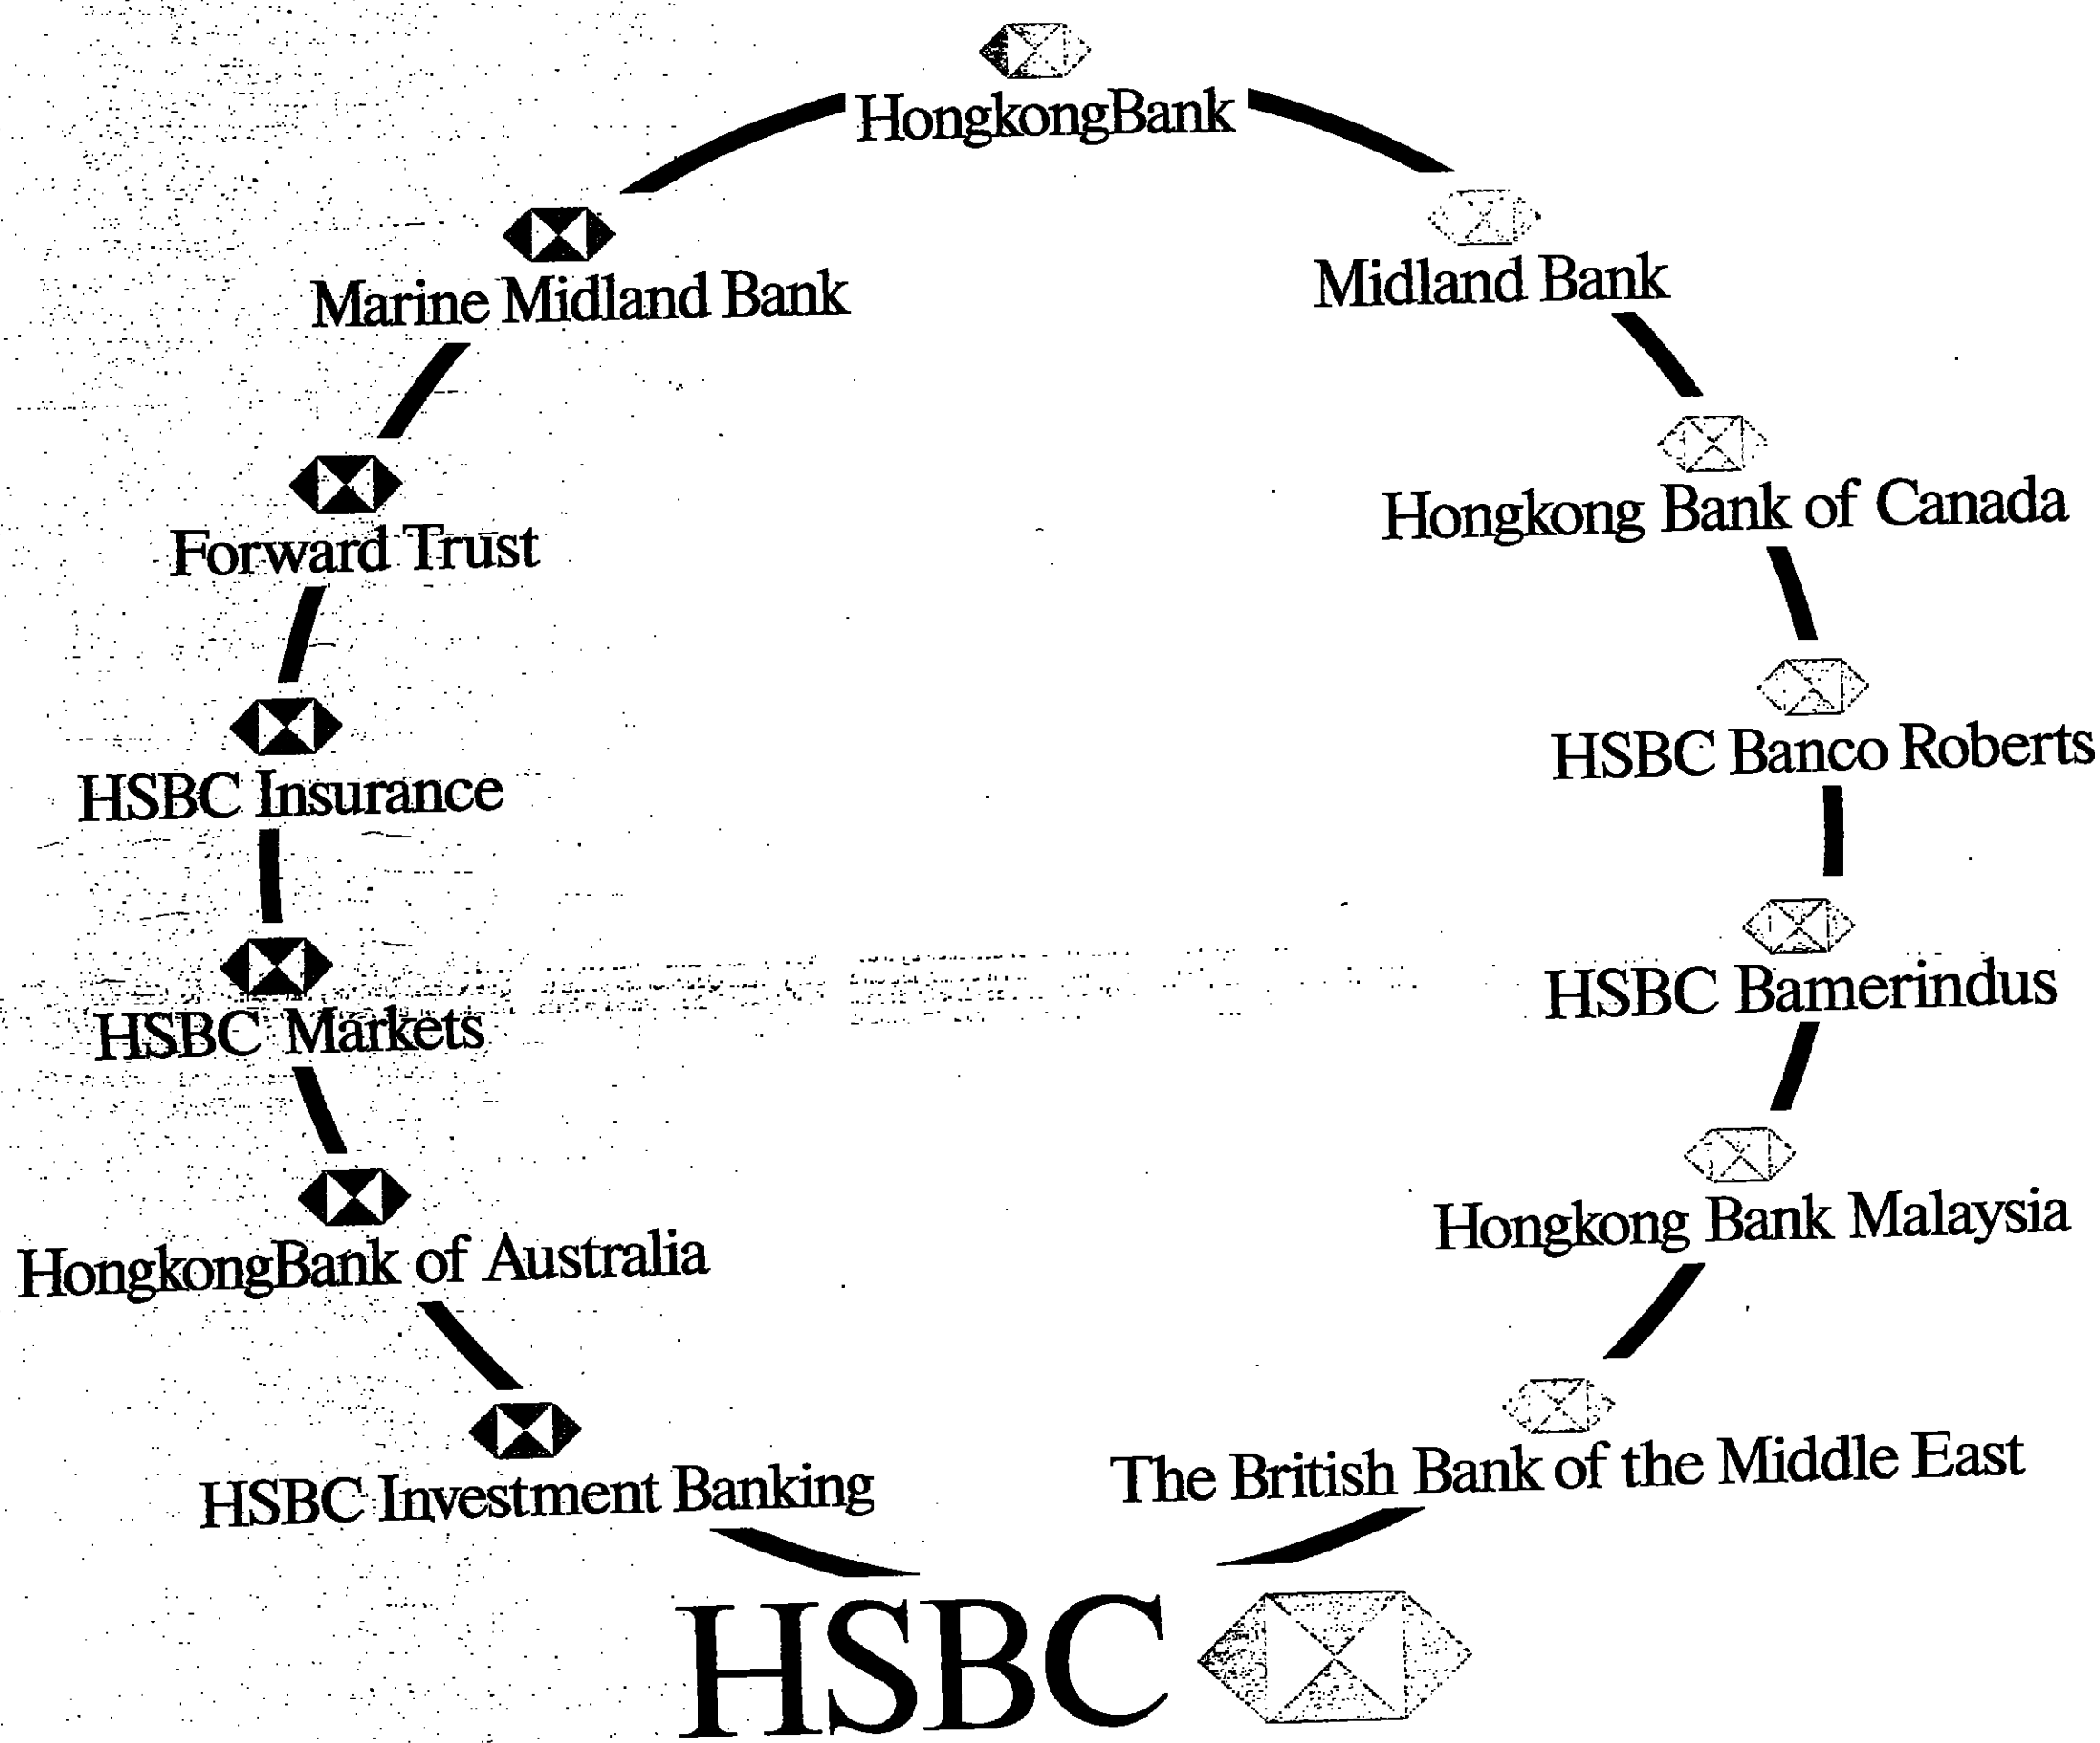 HongkongBank
Marine Midland Bank
Midland Bank
Forward Trust
Hongkong Bank of Canada
HSBC Insurance
HSBC Banco Roberts
HSBC Markets
HSBC Bamerindus
HongkongBank of Australia
Hongkong Bank Malaysia
HSBC Investment Banking
The British Bank of the Middle East
HSBC